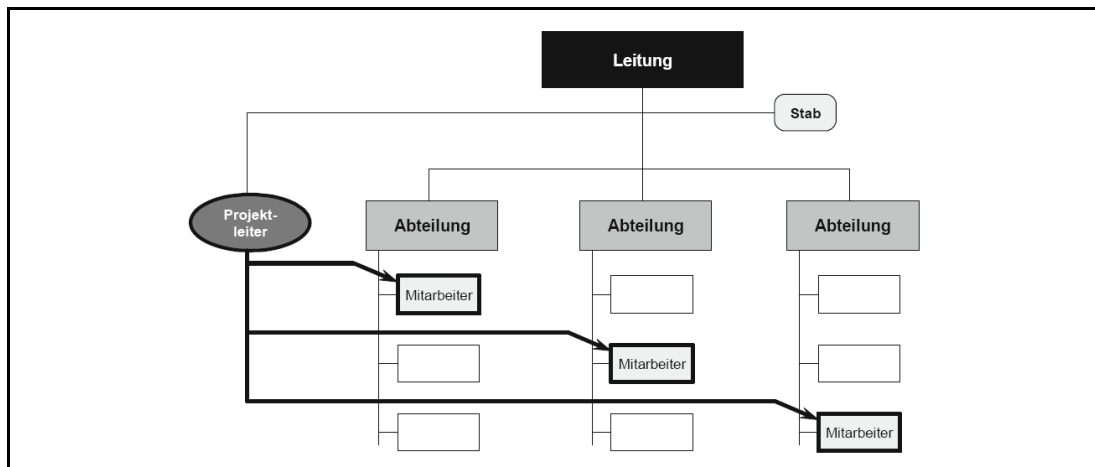 Leitung
Stab
Projekt-
leiter
Abteilung
Abteilung
Abteilung
Mitarbeiter
Mitarbeiter
Mitarbeiter